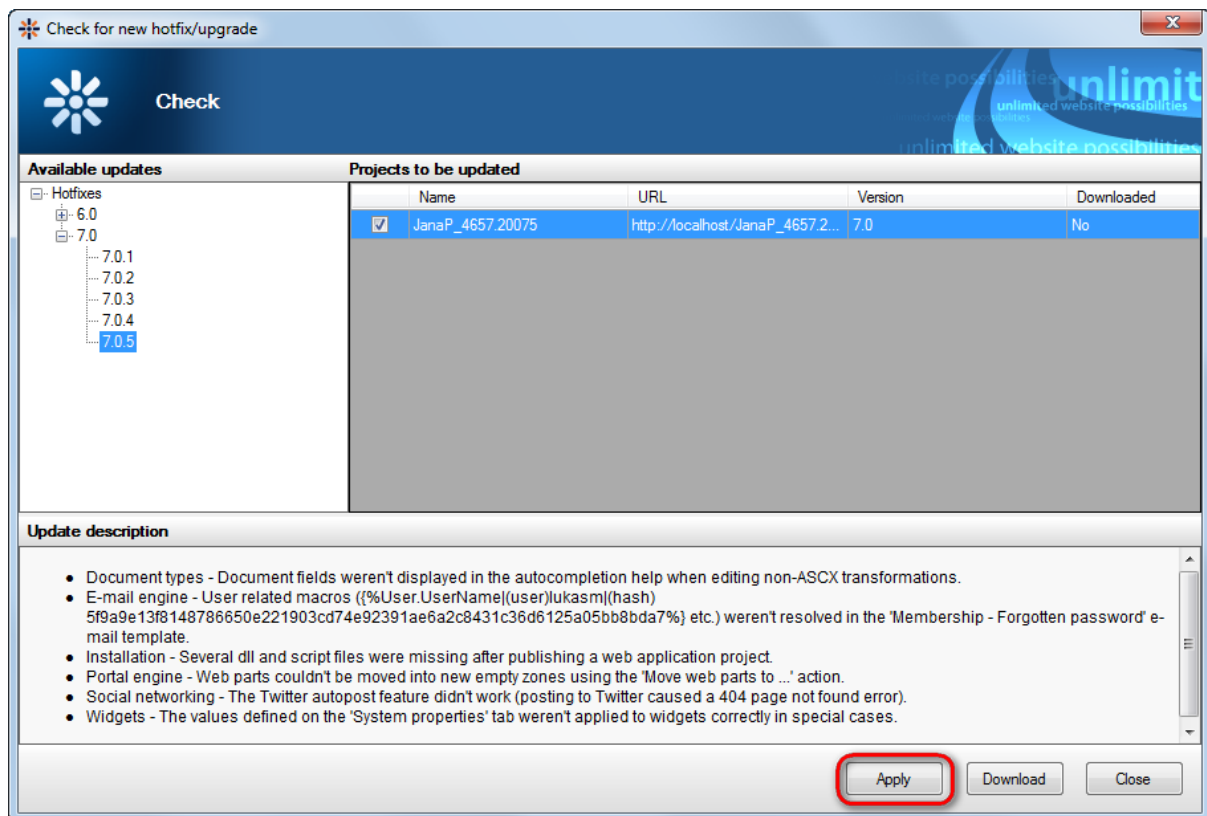 Check for new hotfix/upgrade
Check
unlimit
unlimited website possibilities
unlimited website possibilities
Available updates
Projects to be updated
Hotfixes
6.0
7.0
7.0.1
7.0.2
7.0.3
7.0.4
7.0.5
Name URL Version Downloaded
JanaP_4657.20075 http://localhost/JanaP_4657.2... 7.0 No
Update description
● Document types - Document fields weren't displayed in the autocompletion help when editing non-ASCX transformations.
● E-mail engine - User related macros ({%User.UserName|(user)lukasm|(hash)
5f9a9e13f8148786650e221903cd74e92391ae6a2c8431c36d6125a05bb8bda7%} etc.) weren't resolved in the 'Membership - Forgotten password' e-
mail template.
● Installation - Several dll and script files were missing after publishing a web application project.
● Portal engine - Web parts couldn't be moved into new empty zones using the 'Move web parts to ...' action.
● Social networking - The Twitter autopost feature didn't work (posting to Twitter caused a 404 page not found error).
● Widgets - The values defined on the 'System properties' tab weren't applied to widgets correctly in special cases.
Apply Download Close